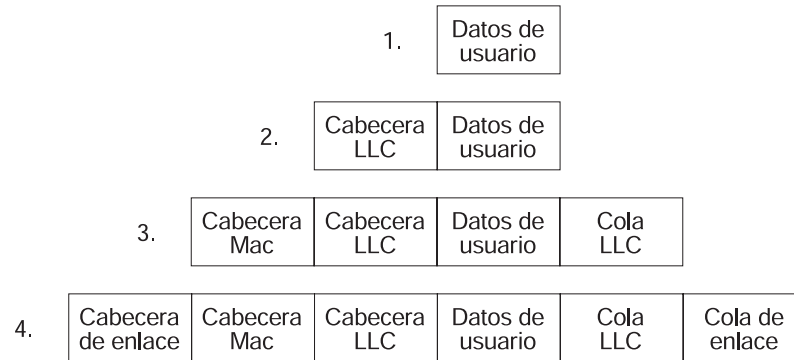 1. Datos de
usuario
2. Cabecera Datos de
LLC usuario
3. Cabecera Cabecera Datos de Cola
Mac LLC usuario LLC
4. Cabecera Cabecera Cabecera Datos de Cola Cola de
de enlace Mac LLC usuario LLC enlace